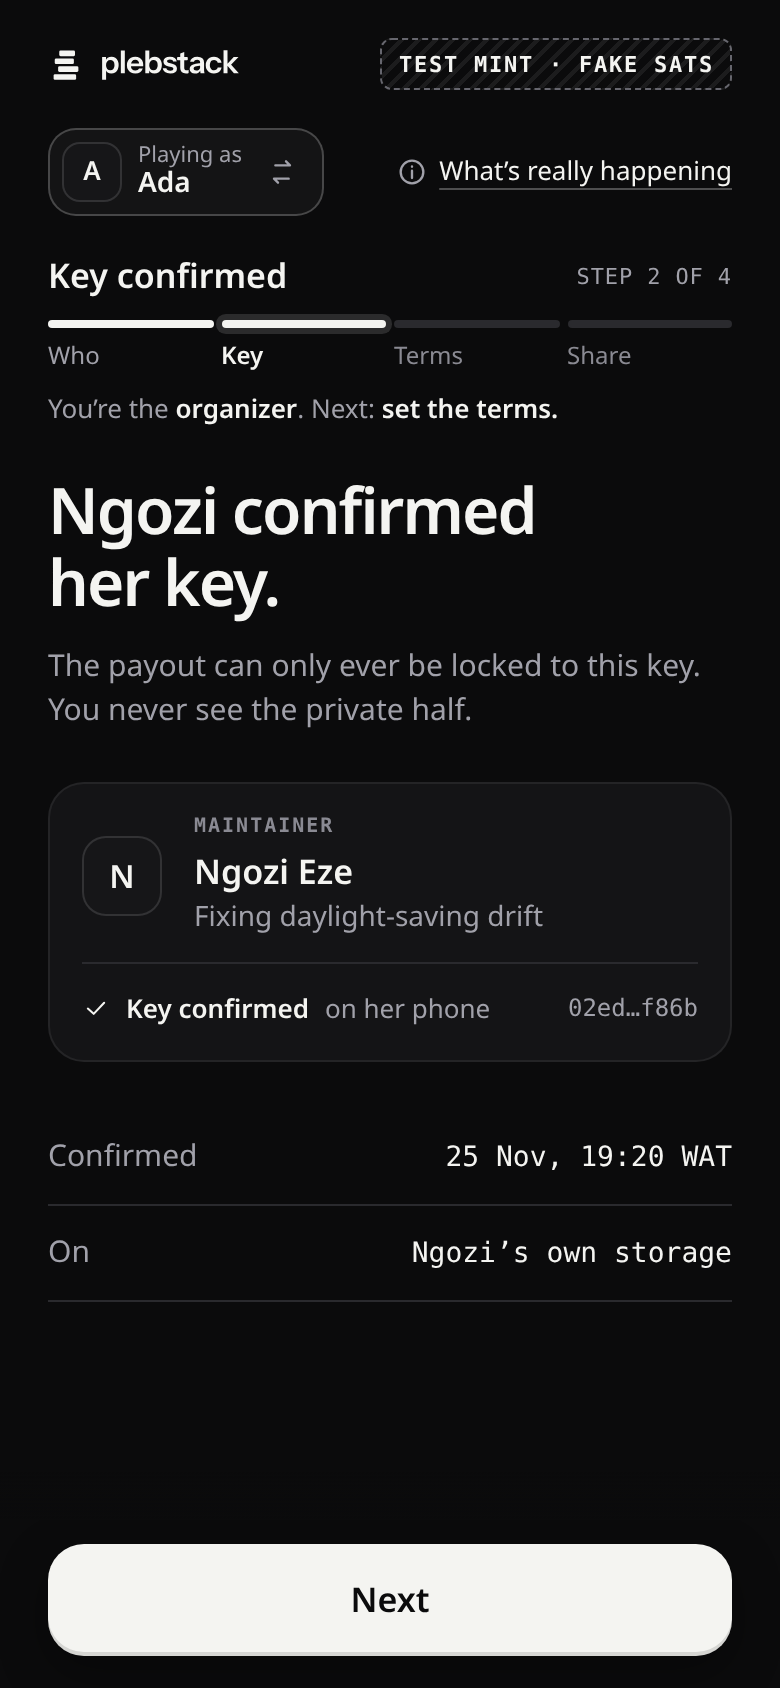 plebstack
TEST MINT · FAKE SATS
A
Playing as
Ada
What’s really happening
Key confirmed
STEP 2 OF 4
Who
Key
Terms
Share
You’re the organizer. Next: set the terms.
Ngozi confirmed
her key.
The payout can only ever be locked to this key.
You never see the private half.
MAINTAINER
N
Ngozi Eze
Fixing daylight-saving drift
Key confirmed on her phone
02ed…f86b
Confirmed
25 Nov, 19:20 WAT
On
Ngozi’s own storage
Next